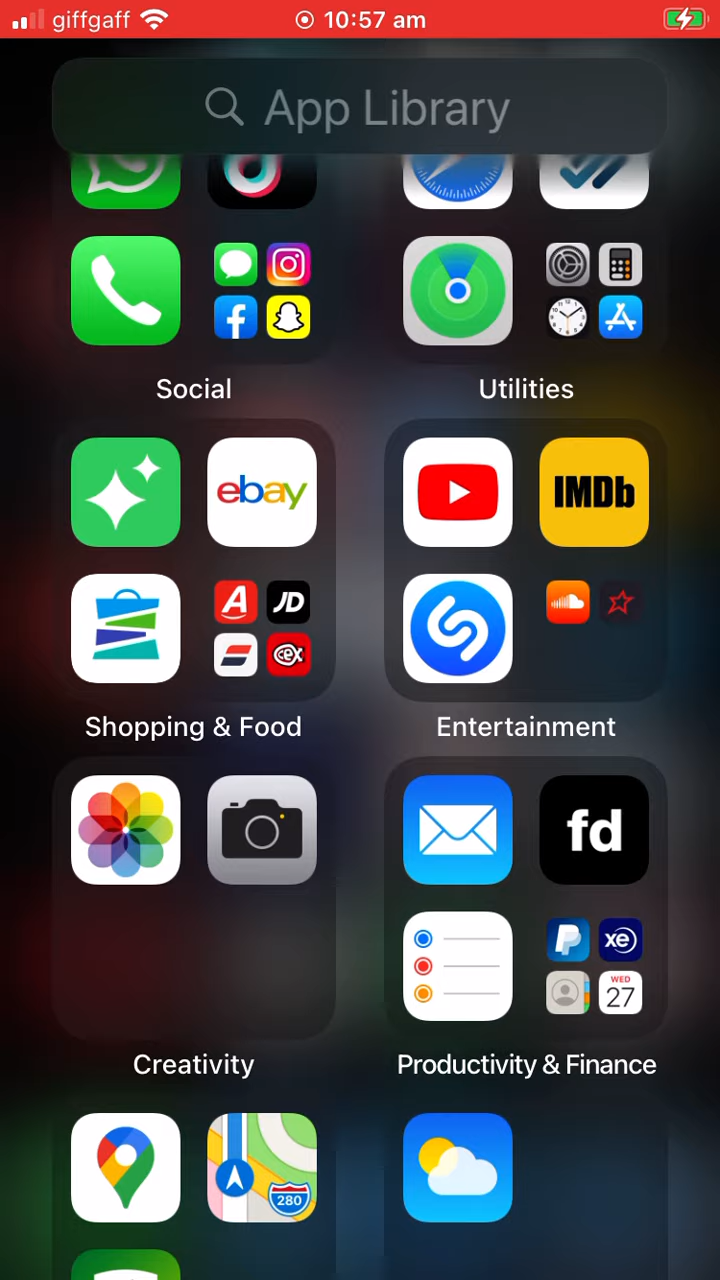 giffgaff 10:57 am
App Library
Social Utilities
ebay IMDb
A JD
cex
Shopping & Food Entertainment
fd
P xe
WED
27
Creativity Productivity & Finance
280